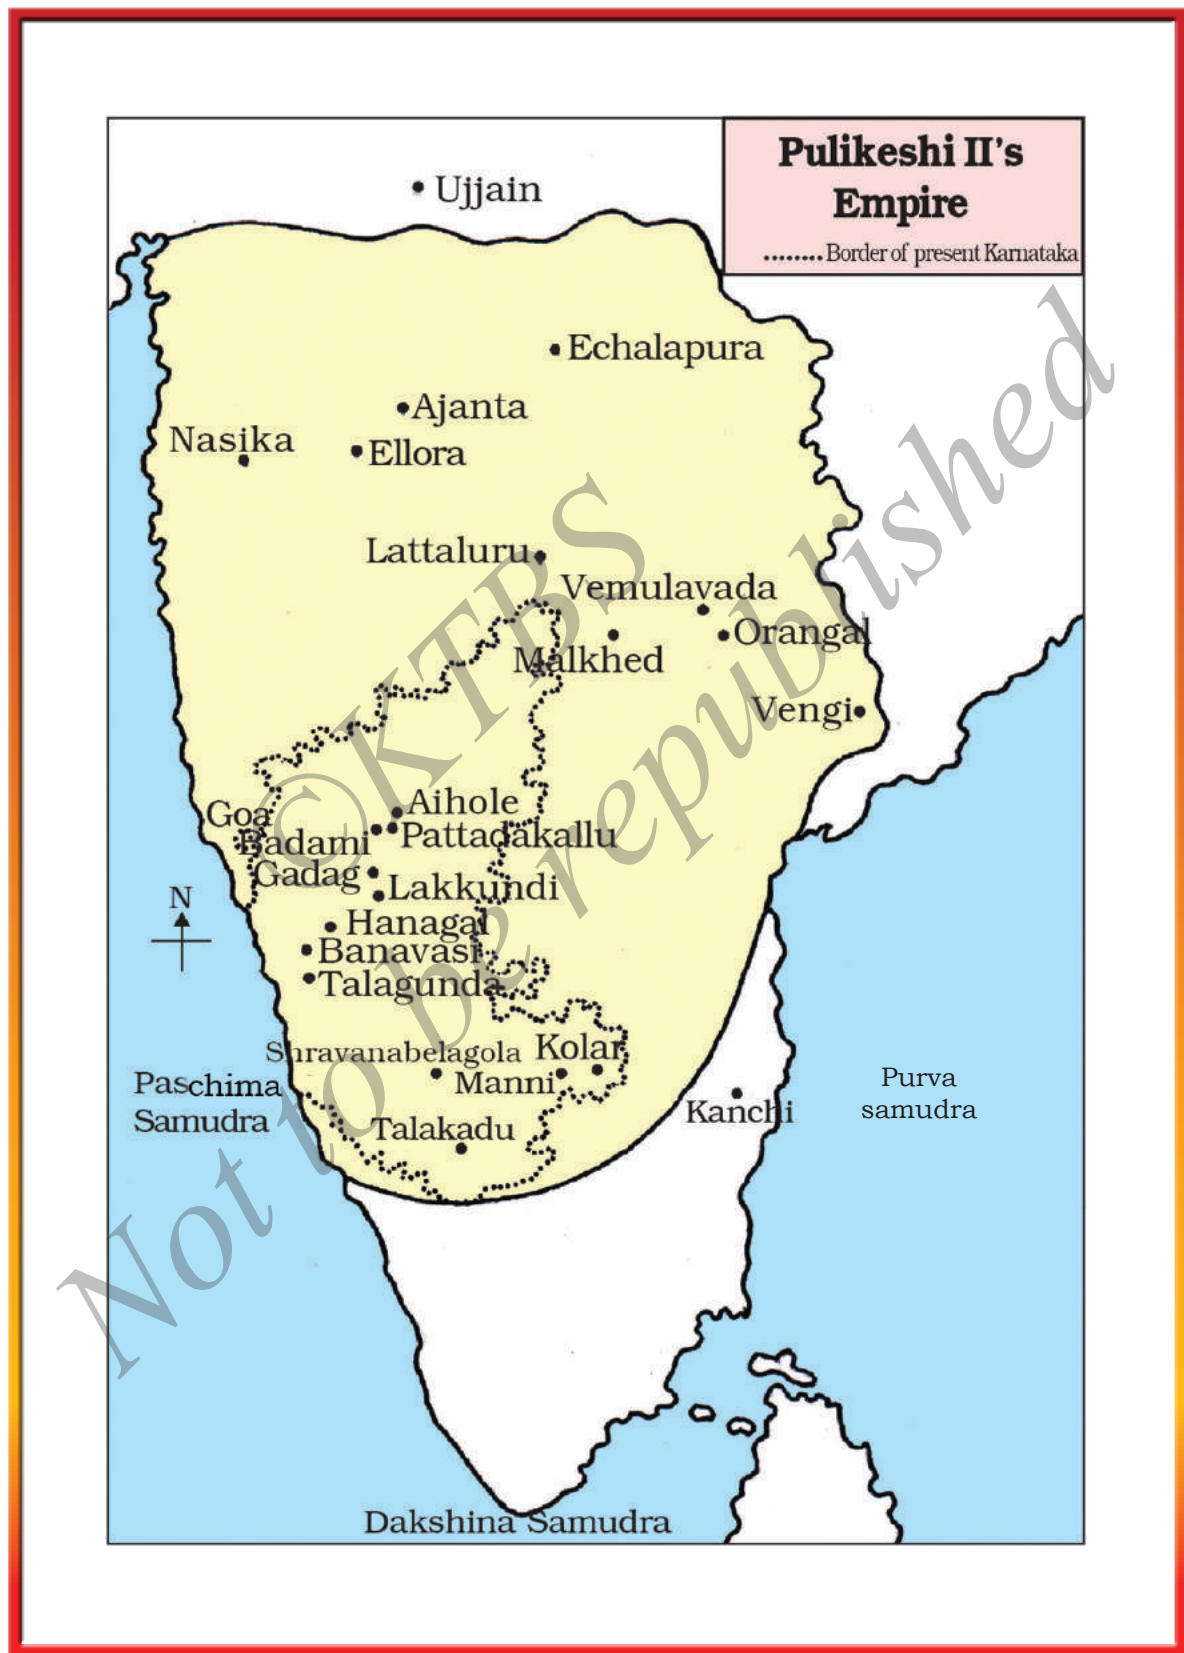 Pulikeshi II's
Empire
........ Border of present Karnataka
Ujjain
Echalapura
Ajanta
Nasika
Ellora
Lattaluru
Vemulavada
Orangal
Malkhed
Vengi
Aihole
Goa
Badami
Pattadakallu
Gadag
Lakkundi
N
Hanagal
Banavasi
Talagunda
Shravanabelagola
Kolar
Manni
Paschima
Samudra
Purva
samudra
Kanchi
Talakadu
Dakshina Samudra
©KTBS
Not to be republished